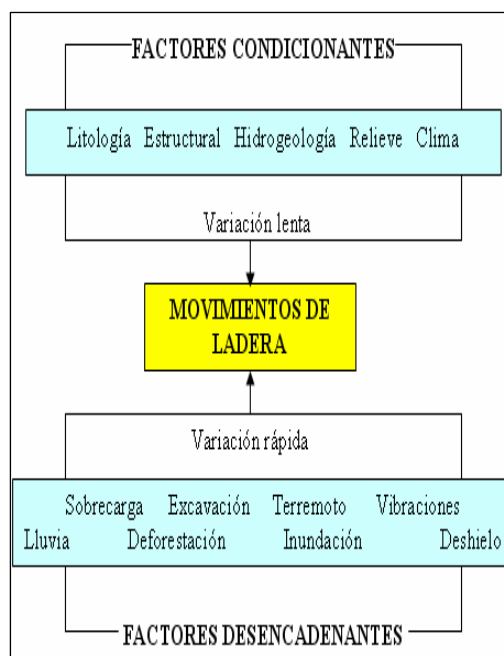 FACTORES CONDICIONANTES
Litología Estructural Hidrogeología Relieve Clima
Variación lenta
MOVIMIENTOS DE
LADERA
Variación rápida
Sobrecarga Excavación Terremoto Vibraciones
Lluvia Deforestación Inundación Deshielo
FACTORES DESENCADENANTES